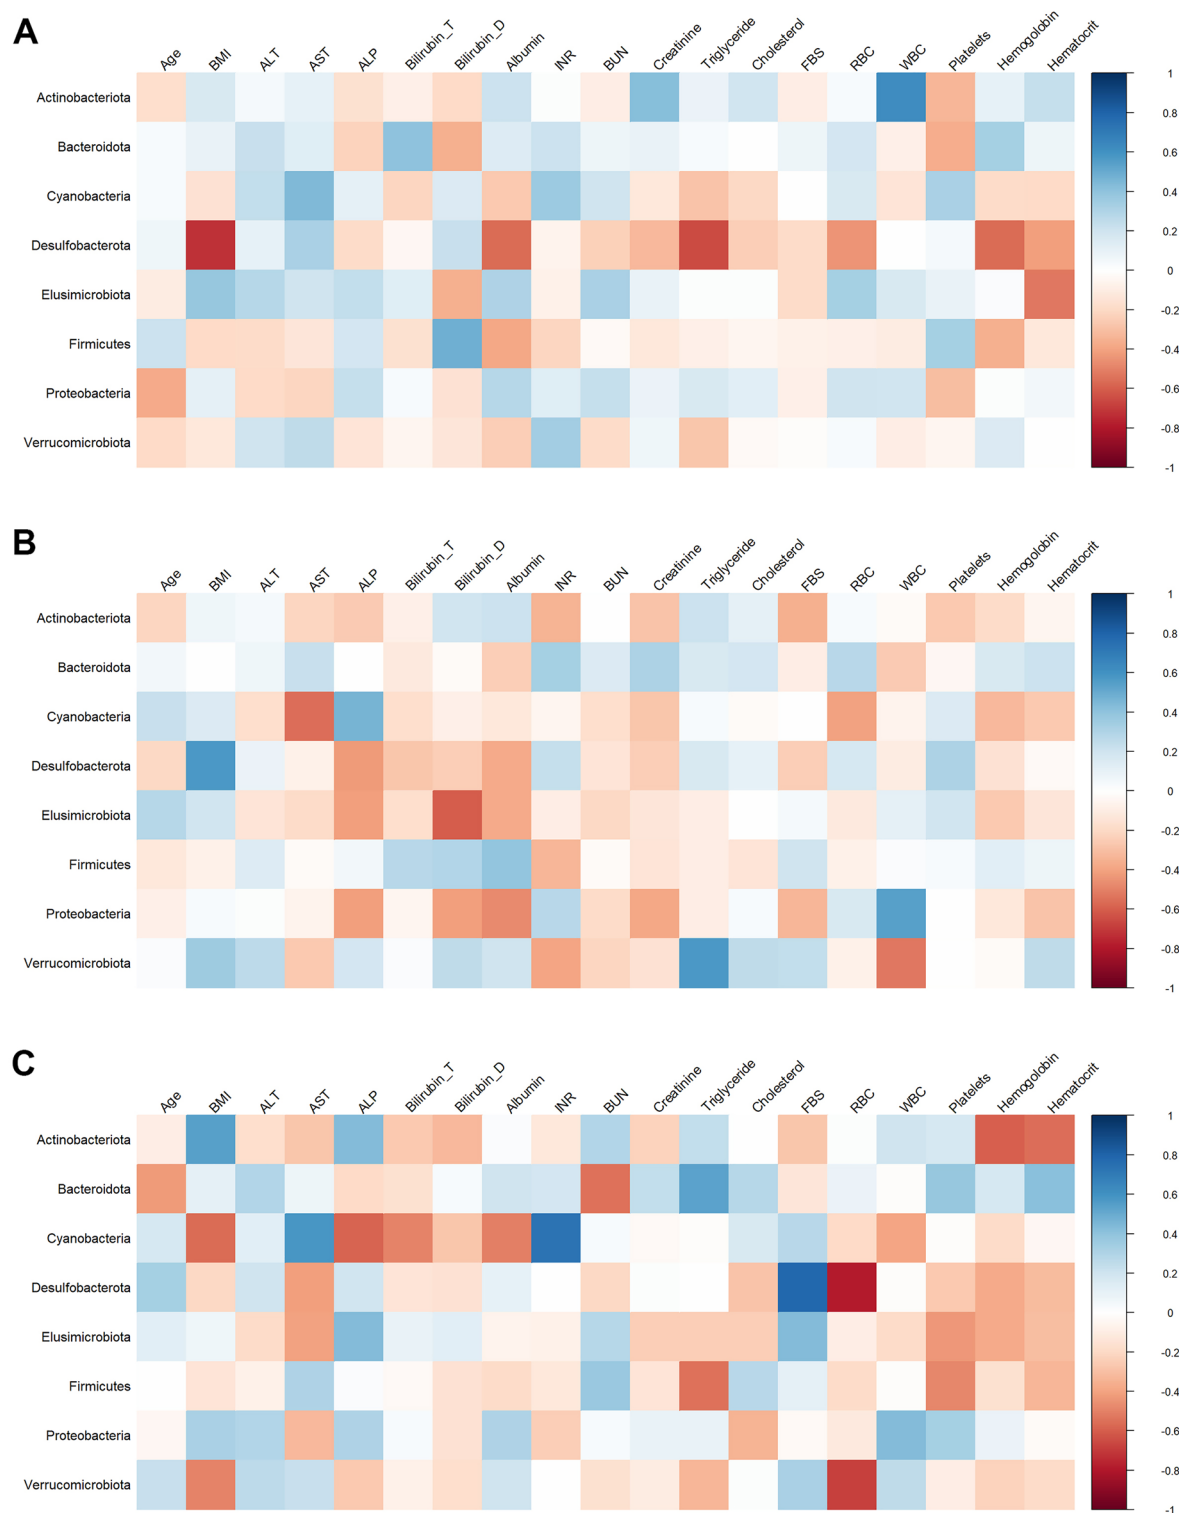 A
Age BMI ALT AST ALP Bilirubin_T Bilirubin_D Albumin INR BUN Creatinine Triglyceride Cholesterol FBS RBC WBC Platelets Hemogolobin Hematocrit
Actinobacteriota
Bacteroidota
Cyanobacteria
Desulfobacterota
Elusimicrobiota
Firmicutes
Proteobacteria
Verrucomicrobiota
1
0.8
0.6
0.4
0.2
0
-0.2
-0.4
-0.6
-0.8
-1
B
Age BMI ALT AST ALP Bilirubin_T Bilirubin_D Albumin INR BUN Creatinine Triglyceride Cholesterol FBS RBC WBC Platelets Hemogolobin Hematocrit
Actinobacteriota
Bacteroidota
Cyanobacteria
Desulfobacterota
Elusimicrobiota
Firmicutes
Proteobacteria
Verrucomicrobiota
1
0.8
0.6
0.4
0.2
0
-0.2
-0.4
-0.6
-0.8
-1
C
Age BMI ALT AST ALP Bilirubin_T Bilirubin_D Albumin INR BUN Creatinine Triglyceride Cholesterol FBS RBC WBC Platelets Hemogolobin Hematocrit
Actinobacteriota
Bacteroidota
Cyanobacteria
Desulfobacterota
Elusimicrobiota
Firmicutes
Proteobacteria
Verrucomicrobiota
1
0.8
0.6
0.4
0.2
0
-0.2
-0.4
-0.6
-0.8
-1